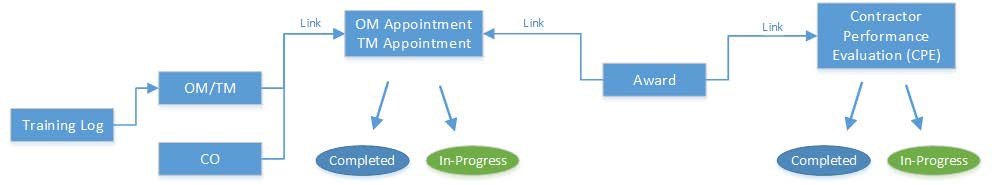 Link
OM Appointment
TM Appointment
Link
Link
Contractor
Performance
Evaluation (CPE)
OM/TM
Award
Training Log
CO
Completed
In-Progress
Completed
In-Progress